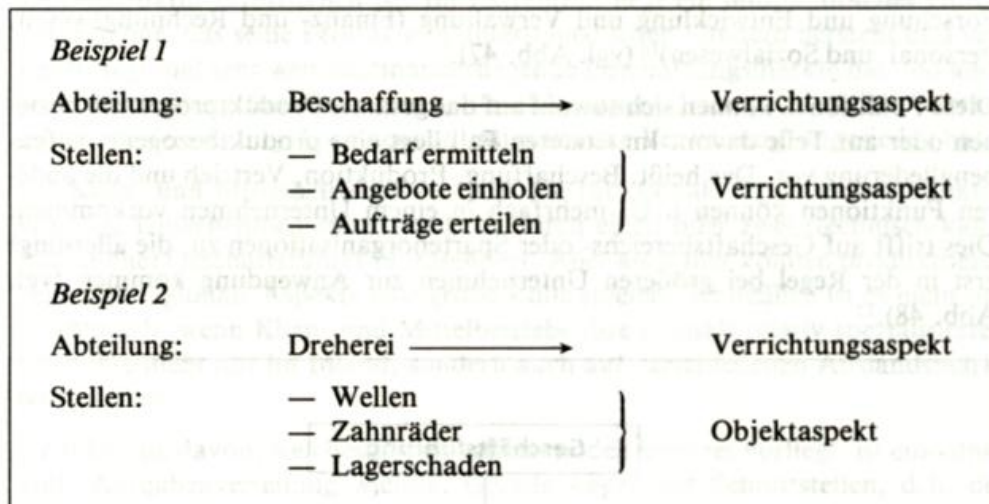 Beispiel 1
Abteilung: Beschaffung → Verrichtungsaspekt
Stellen: — Bedarf ermitteln
— Angebote einholen
— Aufträge erteilen
Verrichtungsaspekt
Beispiel 2
Abteilung: Dreherei → Verrichtungsaspekt
Stellen: — Wellen
— Zahnräder
— Lagerschaden
Objektaspekt